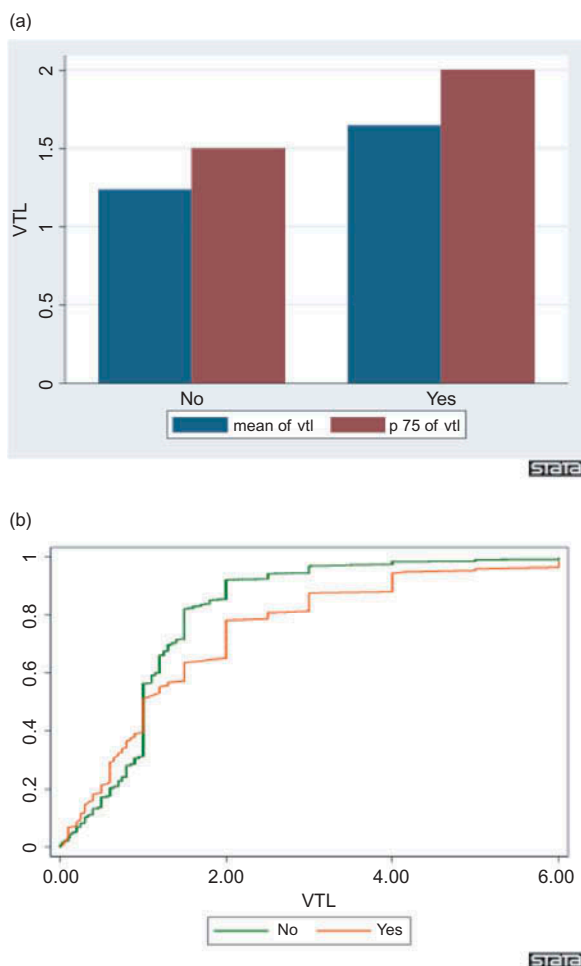 (a)
2
1.5
1
0.5
0
VTL
No Yes
mean of vtl p 75 of vtl
STATA
(b)
1
0.8
0.6
0.4
0.2
0
0.00 2.00 4.00 6.00
VTL
No Yes
STATA